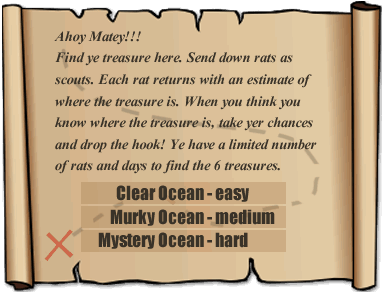 Ahoy Matey!!!
Find ye treasure here. Send down rats as
scouts. Each rat returns with an estimate of
where the treasure is. When you think you
know where the treasure is, take yer chances
and drop the hook! Ye have a limited number
of rats and days to find the 6 treasures.
Clear Ocean - easy
Murky Ocean - medium
Mystery Ocean - hard